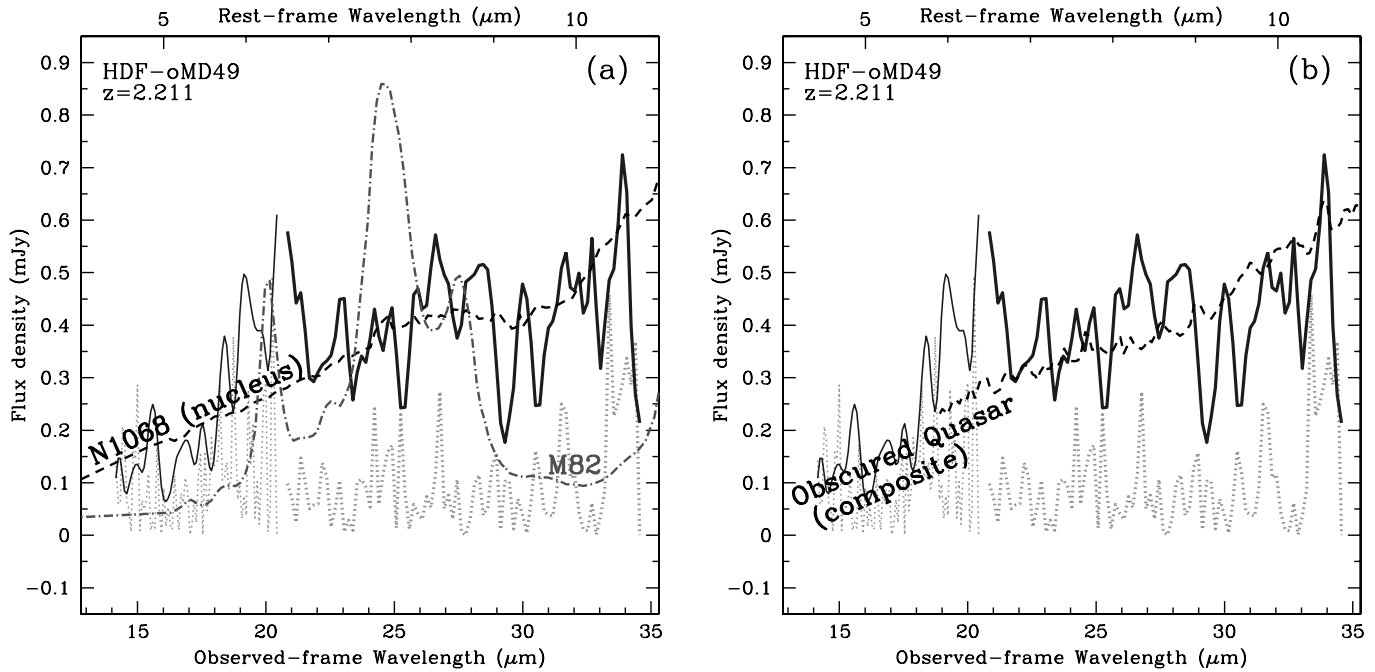 Rest-frame Wavelength (μm)
5 10
HDF-oMD49
z=2.211
(a)
0.9
0.8
0.7
0.6
0.5
0.4
0.3
0.2
0.1
0
-0.1
Flux density (mJy)
N1068 (nucleus)
M82
15 20 25 30 35
Observed-frame Wavelength (μm)
Rest-frame Wavelength (μm)
5 10
HDF-oMD49
z=2.211
(b)
0.9
0.8
0.7
0.6
0.5
0.4
0.3
0.2
0.1
0
-0.1
Flux density (mJy)
Obscured Quasar
(composite)
15 20 25 30 35
Observed-frame Wavelength (μm)